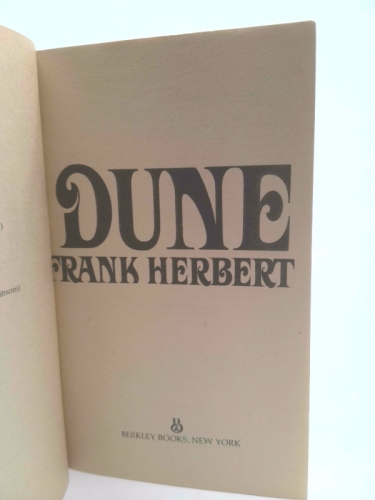 DUNE
FRANK HERBERT
BERKLEY BOOKS, NEW YORK